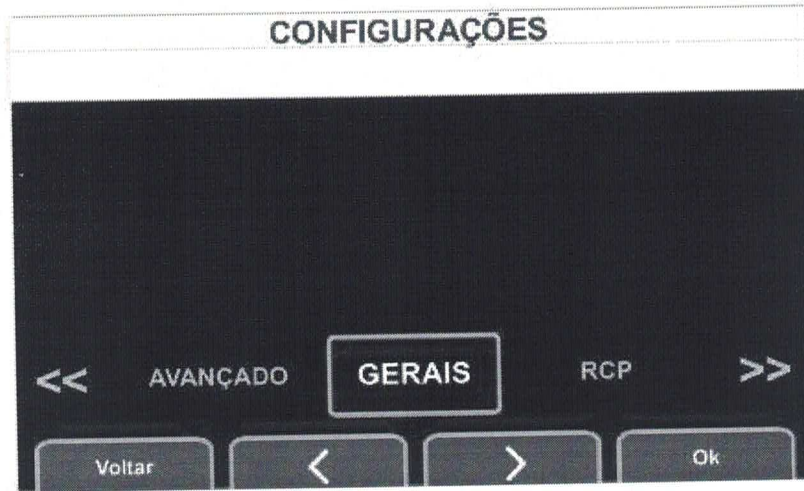 CONFIGURAÇÕES
<< AVANÇADO GERAIS RCP >>
Voltar < > Ok